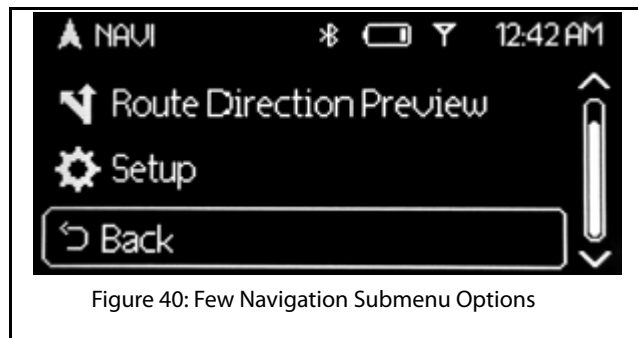 NAVI 12:42 AM
Route Direction Preview
Setup
Back
Figure 40: Few Navigation Submenu Options